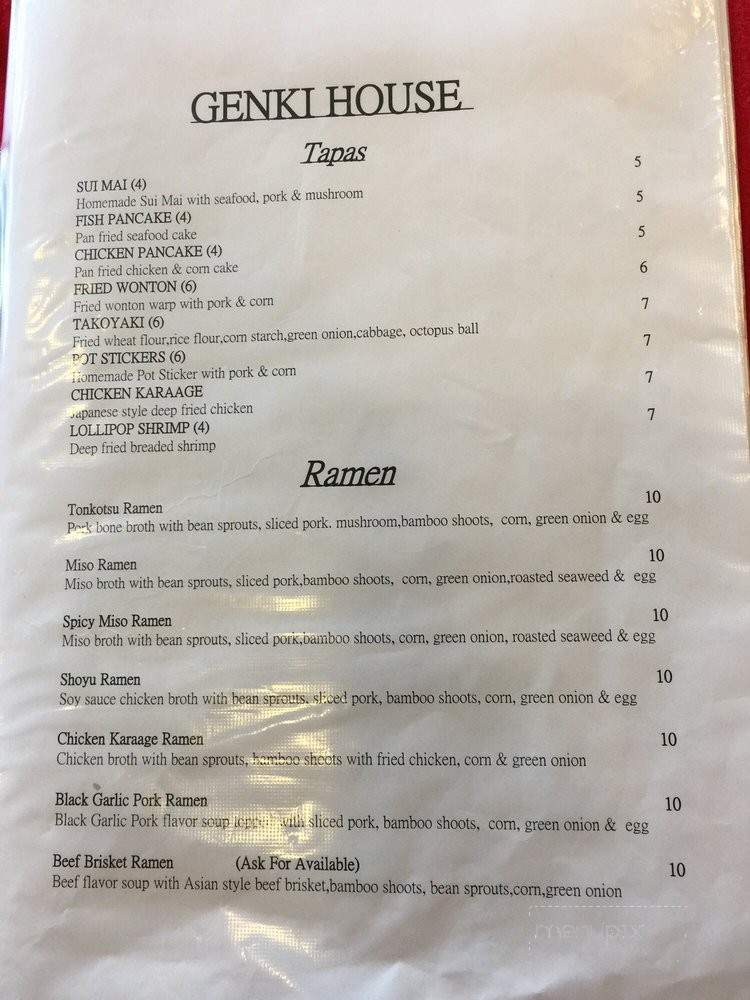 GENKI HOUSE
Tapas
SUI MAI (4) 5
Homemade Sui Mai with seafood, pork & mushroom
FISH PANCAKE (4) 5
Pan fried seafood cake
CHICKEN PANCAKE (4) 5
Pan fried chicken & corn cake
FRIED WONTON (6) 6
Fried wonton warp with pork & corn
TAKOYAKI (6) 7
Fried wheat flour,rice flour,corn starch,green onion,cabbage, octopus ball
POT STICKERS (6) 7
Homemade Pot Sticker with pork & corn
CHICKEN KARAAGE 7
Japanese style deep fried chicken
LOLLIPOP SHRIMP (4) 7
Deep fried breaded shrimp
Ramen
Tonkotsu Ramen 10
Pork bone broth with bean sprouts, sliced pork. mushroom,bamboo shoots, corn, green onion & egg
Miso Ramen 10
Miso broth with bean sprouts, sliced pork,bamboo shoots, corn, green onion,roasted seaweed & egg
Spicy Miso Ramen 10
Miso broth with bean sprouts, sliced pork,bamboo shoots, corn, green onion, roasted seaweed & egg
Shoyu Ramen 10
Soy sauce chicken broth with bean sprouts, sliced pork, bamboo shoots, corn, green onion & egg
Chicken Karaage Ramen 10
Chicken broth with bean sprouts, bamboo shoots with fried chicken, corn & green onion
Black Garlic Pork Ramen 10
Black Garlic Pork flavor soup with sliced pork, bamboo shoots, corn, green onion & egg
Beef Brisket Ramen (Ask For Available) 10
Beef flavor soup with Asian style beef brisket,bamboo shoots, bean sprouts,corn,green onion
menupix